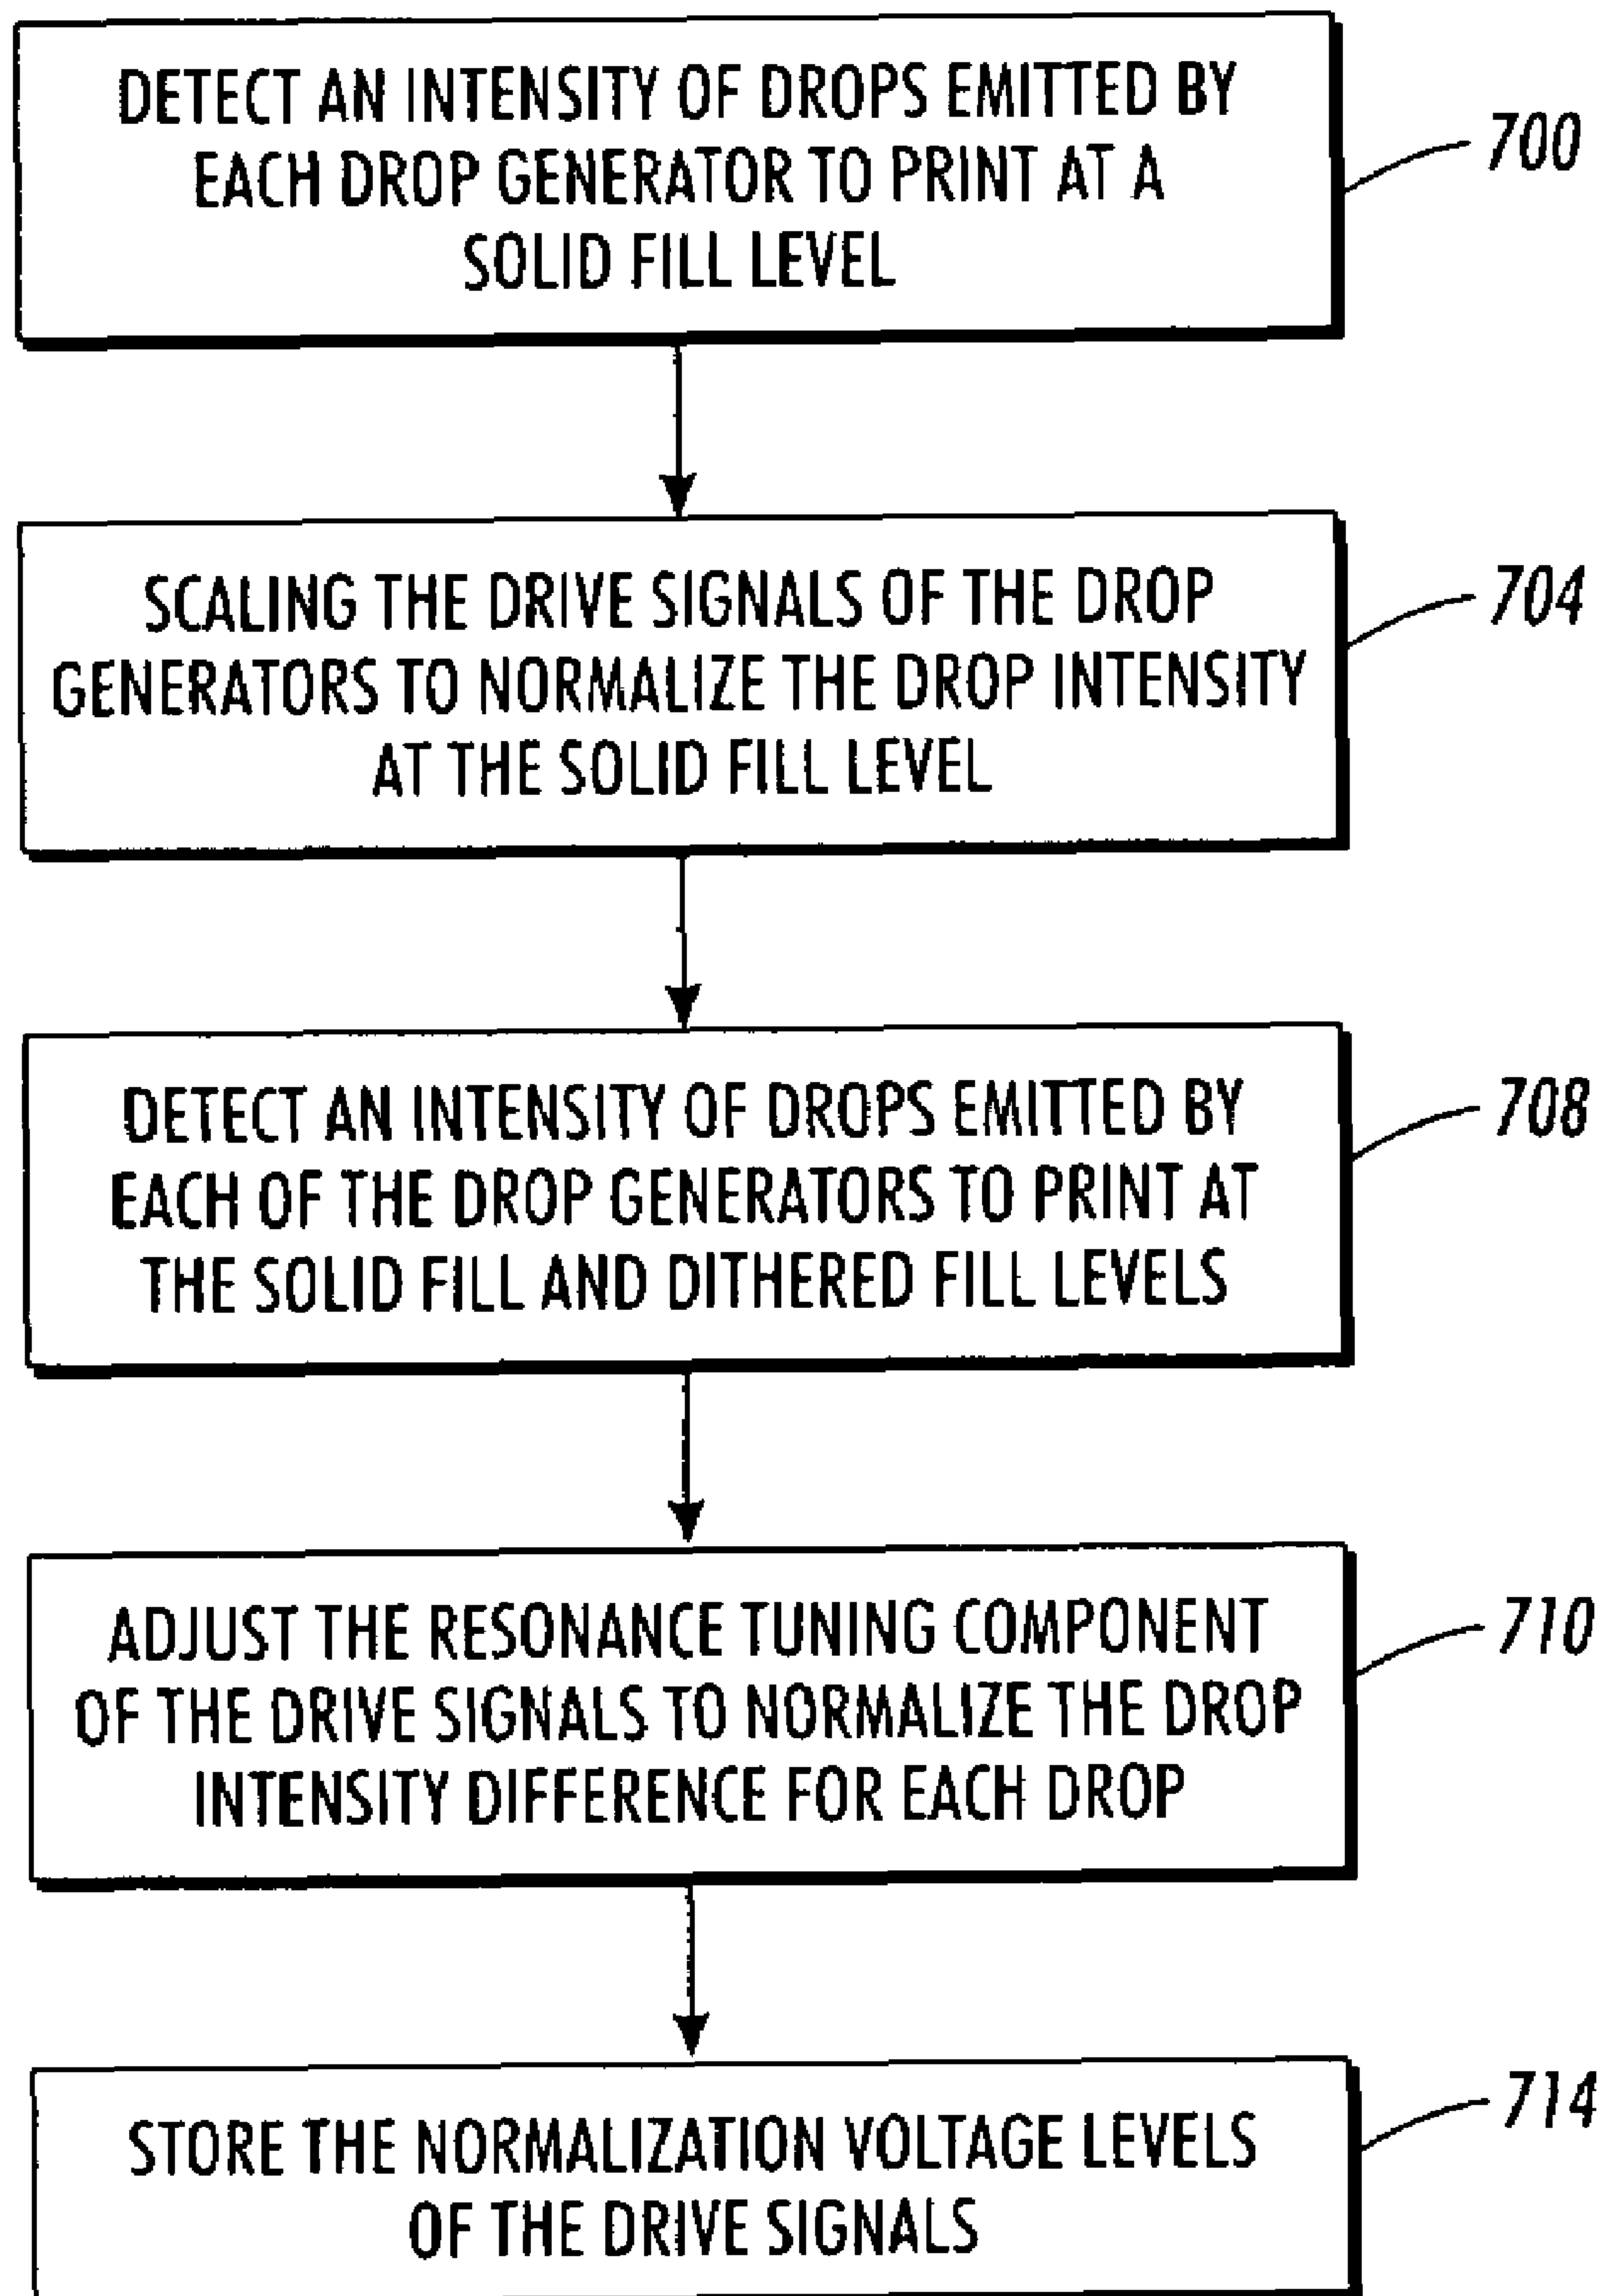 DETECT AN INTENSITY OF DROPS EMITTED BY
EACH DROP GENERATOR TO PRINT AT A
SOLID FILL LEVEL
700
SCALING THE DRIVE SIGNALS OF THE DROP
GENERATORS TO NORMALIZE THE DROP INTENSITY
AT THE SOLID FILL LEVEL
704
DETECT AN INTENSITY OF DROPS EMITTED BY
EACH OF THE DROP GENERATORS TO PRINT AT
THE SOLID FILL AND DITHERED FILL LEVELS
708
ADJUST THE RESONANCE TUNING COMPONENT
OF THE DRIVE SIGNALS TO NORMALIZE THE DROP
INTENSITY DIFFERENCE FOR EACH DROP
710
STORE THE NORMALIZATION VOLTAGE LEVELS
OF THE DRIVE SIGNALS
714